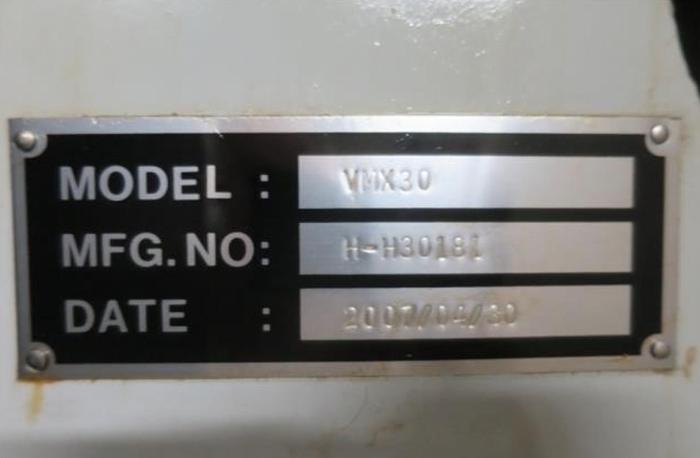 MODEL : VMX30
MFG.NO: H-H30181
DATE : 2007/04/30